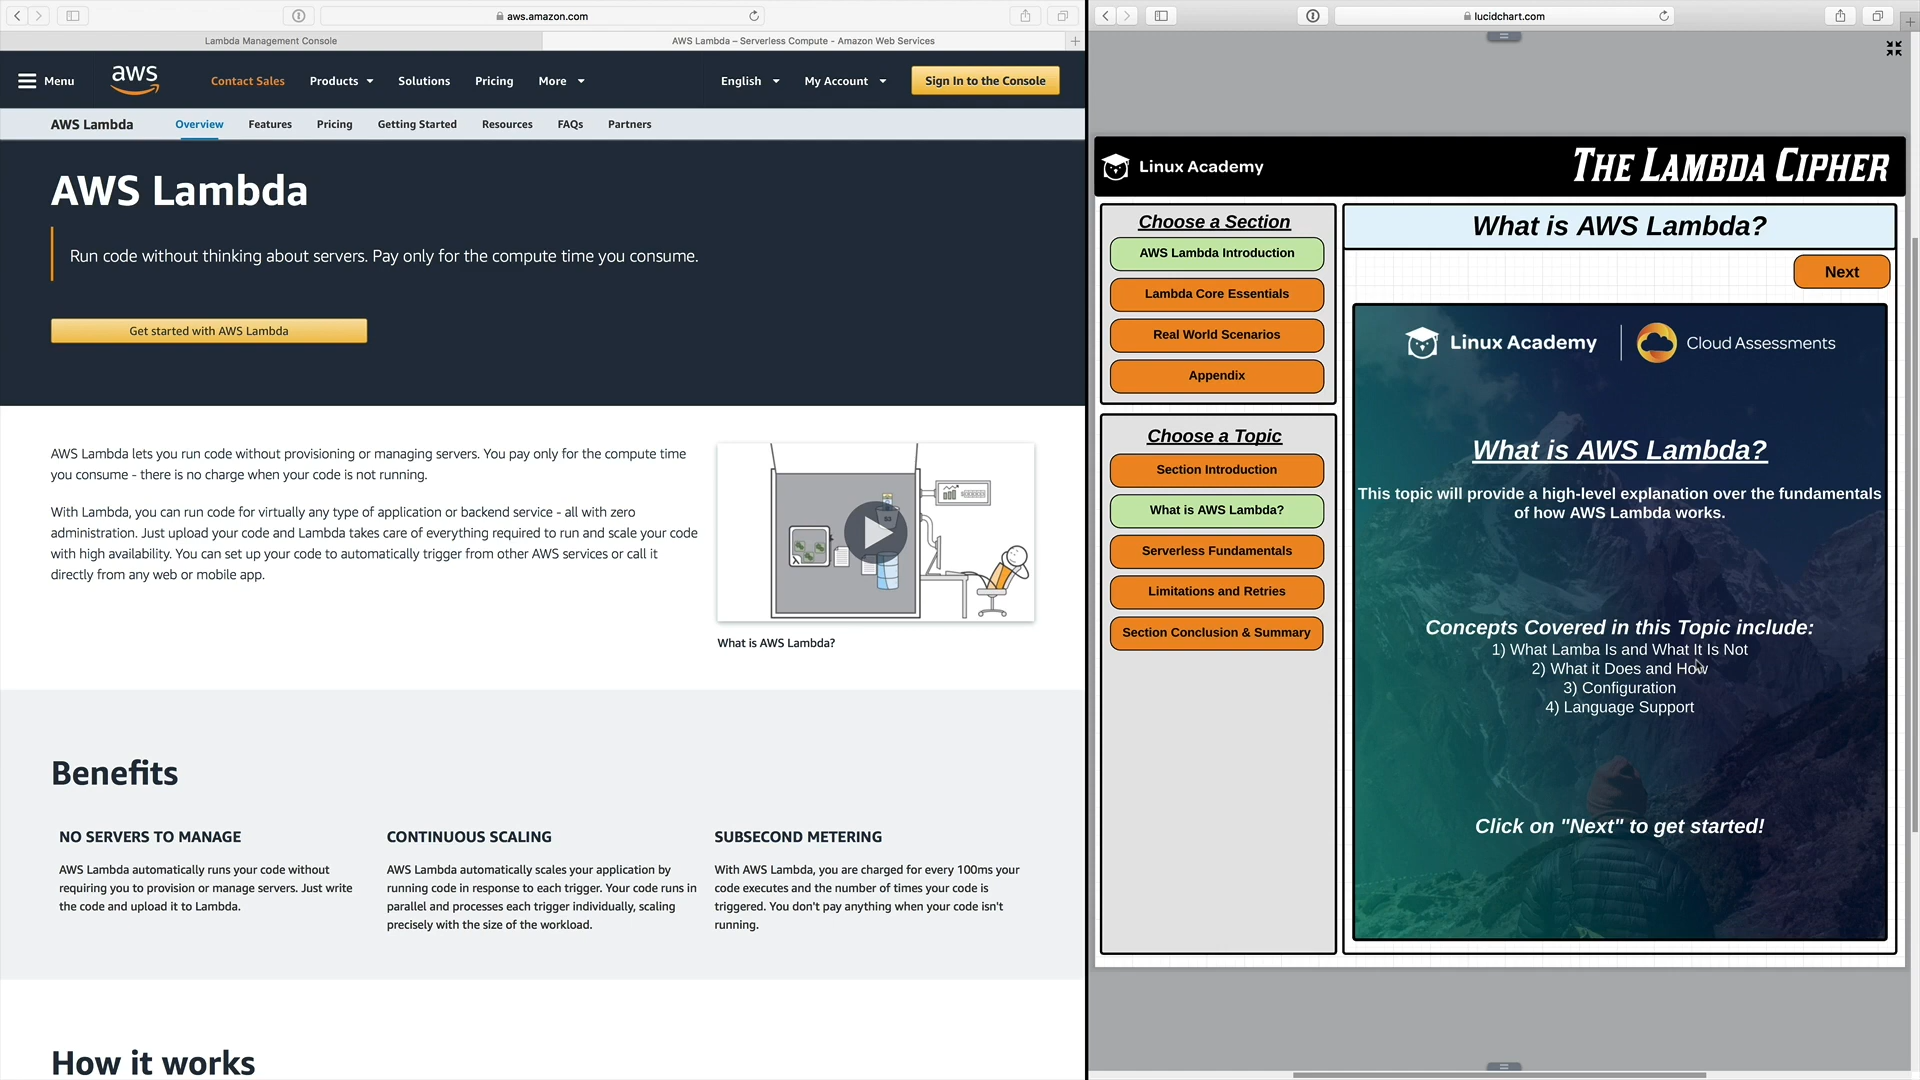 aws.amazon.com
Lambda Management Console
AWS Lambda – Serverless Compute - Amazon Web Services
Menu
aws
Contact Sales
Products
Solutions
Pricing
More
English
My Account
Sign In to the Console
AWS Lambda
Overview
Features
Pricing
Getting Started
Resources
FAQs
Partners
AWS Lambda
Run code without thinking about servers. Pay only for the compute time you consume.
Get started with AWS Lambda
AWS Lambda lets you run code without provisioning or managing servers. You pay only for the compute time
you consume - there is no charge when your code is not running.
With Lambda, you can run code for virtually any type of application or backend service - all with zero
administration. Just upload your code and Lambda takes care of everything required to run and scale your code
with high availability. You can set up your code to automatically trigger from other AWS services or call it
directly from any web or mobile app.
What is AWS Lambda?
Benefits
NO SERVERS TO MANAGE
AWS Lambda automatically runs your code without
requiring you to provision or manage servers. Just write
the code and upload it to Lambda.
CONTINUOUS SCALING
AWS Lambda automatically scales your application by
running code in response to each trigger. Your code runs in
parallel and processes each trigger individually, scaling
precisely with the size of the workload.
SUBSECOND METERING
With AWS Lambda, you are charged for every 100ms your
code executes and the number of times your code is
triggered. You don't pay anything when your code isn't
running.
How it works
lucidchart.com
Linux Academy
THE LAMBDA CIPHER
Choose a Section
AWS Lambda Introduction
Lambda Core Essentials
Real World Scenarios
Appendix
Choose a Topic
Section Introduction
What is AWS Lambda?
Serverless Fundamentals
Limitations and Retries
Section Conclusion & Summary
What is AWS Lambda?
Next
Linux Academy
Cloud Assessments
What is AWS Lambda?
This topic will provide a high-level explanation over the fundamentals
of how AWS Lambda works.
Concepts Covered in this Topic include:
1) What Lamba Is and What It Is Not
2) What it Does and How
3) Configuration
4) Language Support
Click on "Next" to get started!